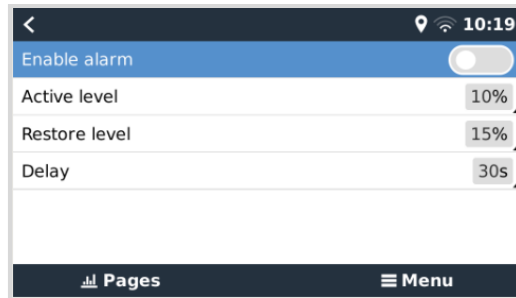 10:19
Enable alarm
Active level 10%
Restore level 15%
Delay 30s
Pages Menu